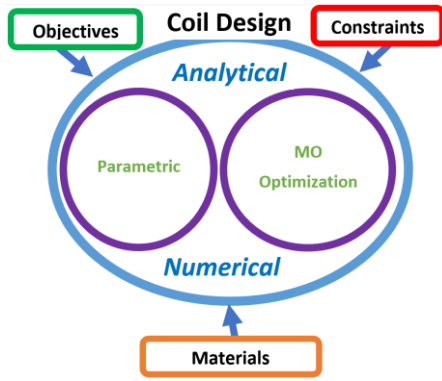 Objectives
Coil Design
Constraints
Analytical
Parametric
MO
Optimization
Numerical
Materials